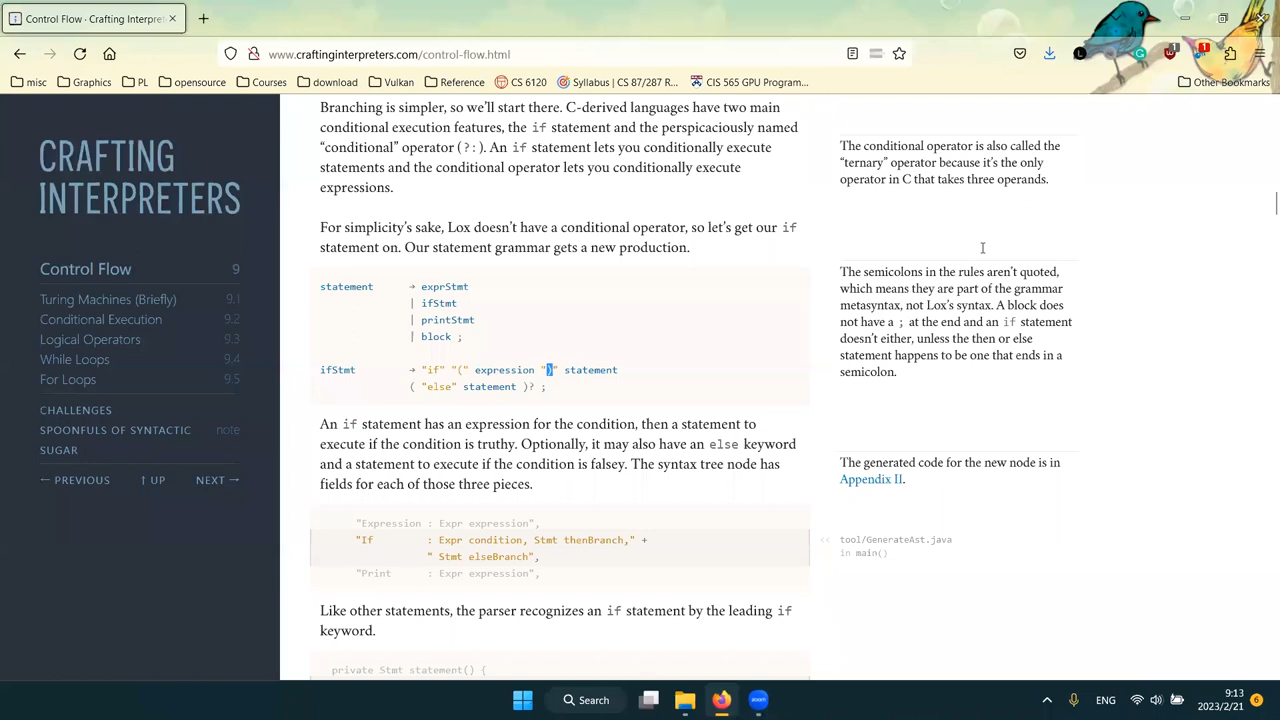 Control Flow · Crafting Interpret
www.craftinginterpreters.com/control-flow.html
misc Graphics PL opensource Courses download Vulkan Reference CS 6120 Syllabus | CS 87/287 R... CIS 565 GPU Program... Other Bookmarks
CRAFTING
INTERPRETERS
Control Flow 9
Turing Machines (Briefly) 9.1
Conditional Execution 9.2
Logical Operators 9.3
While Loops 9.4
For Loops 9.5
CHALLENGES
SPOONFULS OF SYNTACTIC note
SUGAR
← PREVIOUS ↑ UP NEXT →
Branching is simpler, so we’ll start there. C-derived languages have two main
conditional execution features, the if statement and the perspicaciously named
“conditional” operator (?:). An if statement lets you conditionally execute
statements and the conditional operator lets you conditionally execute
expressions.
For simplicity’s sake, Lox doesn’t have a conditional operator, so let’s get our if
statement on. Our statement grammar gets a new production.
statement → exprStmt
| ifStmt
| printStmt
| block ;
ifStmt → "if" "(" expression ")" statement
( "else" statement )? ;
An if statement has an expression for the condition, then a statement to
execute if the condition is truthy. Optionally, it may also have an else keyword
and a statement to execute if the condition is falsey. The syntax tree node has
fields for each of those three pieces.
"Expression : Expr expression",
"If : Expr condition, Stmt thenBranch," +
" Stmt elseBranch",
"Print : Expr expression",
Like other statements, the parser recognizes an if statement by the leading if
keyword.
private Stmt statement() {
The conditional operator is also called the
“ternary” operator because it’s the only
operator in C that takes three operands.
The semicolons in the rules aren’t quoted,
which means they are part of the grammar
metasyntax, not Lox’s syntax. A block does
not have a ; at the end and an if statement
doesn’t either, unless the then or else
statement happens to be one that ends in a
semicolon.
The generated code for the new node is in
Appendix II.
<< tool/GenerateAst.java
in main()
Search
zoom
ENG
9:13
2023/2/21
6